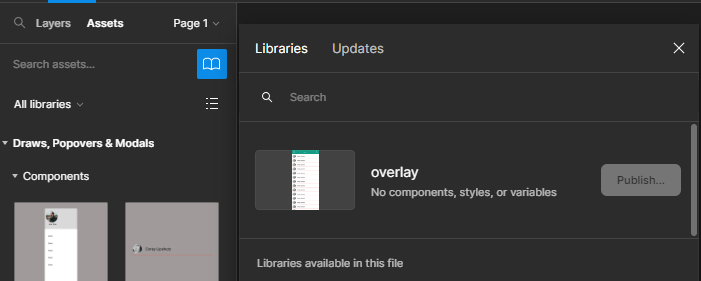 Layers Assets Page 1
Search assets...
All libraries
Draws, Popovers & Modals
Components
Libraries Updates
Search
overlay
No components, styles, or variables
Publish...
Libraries available in this file